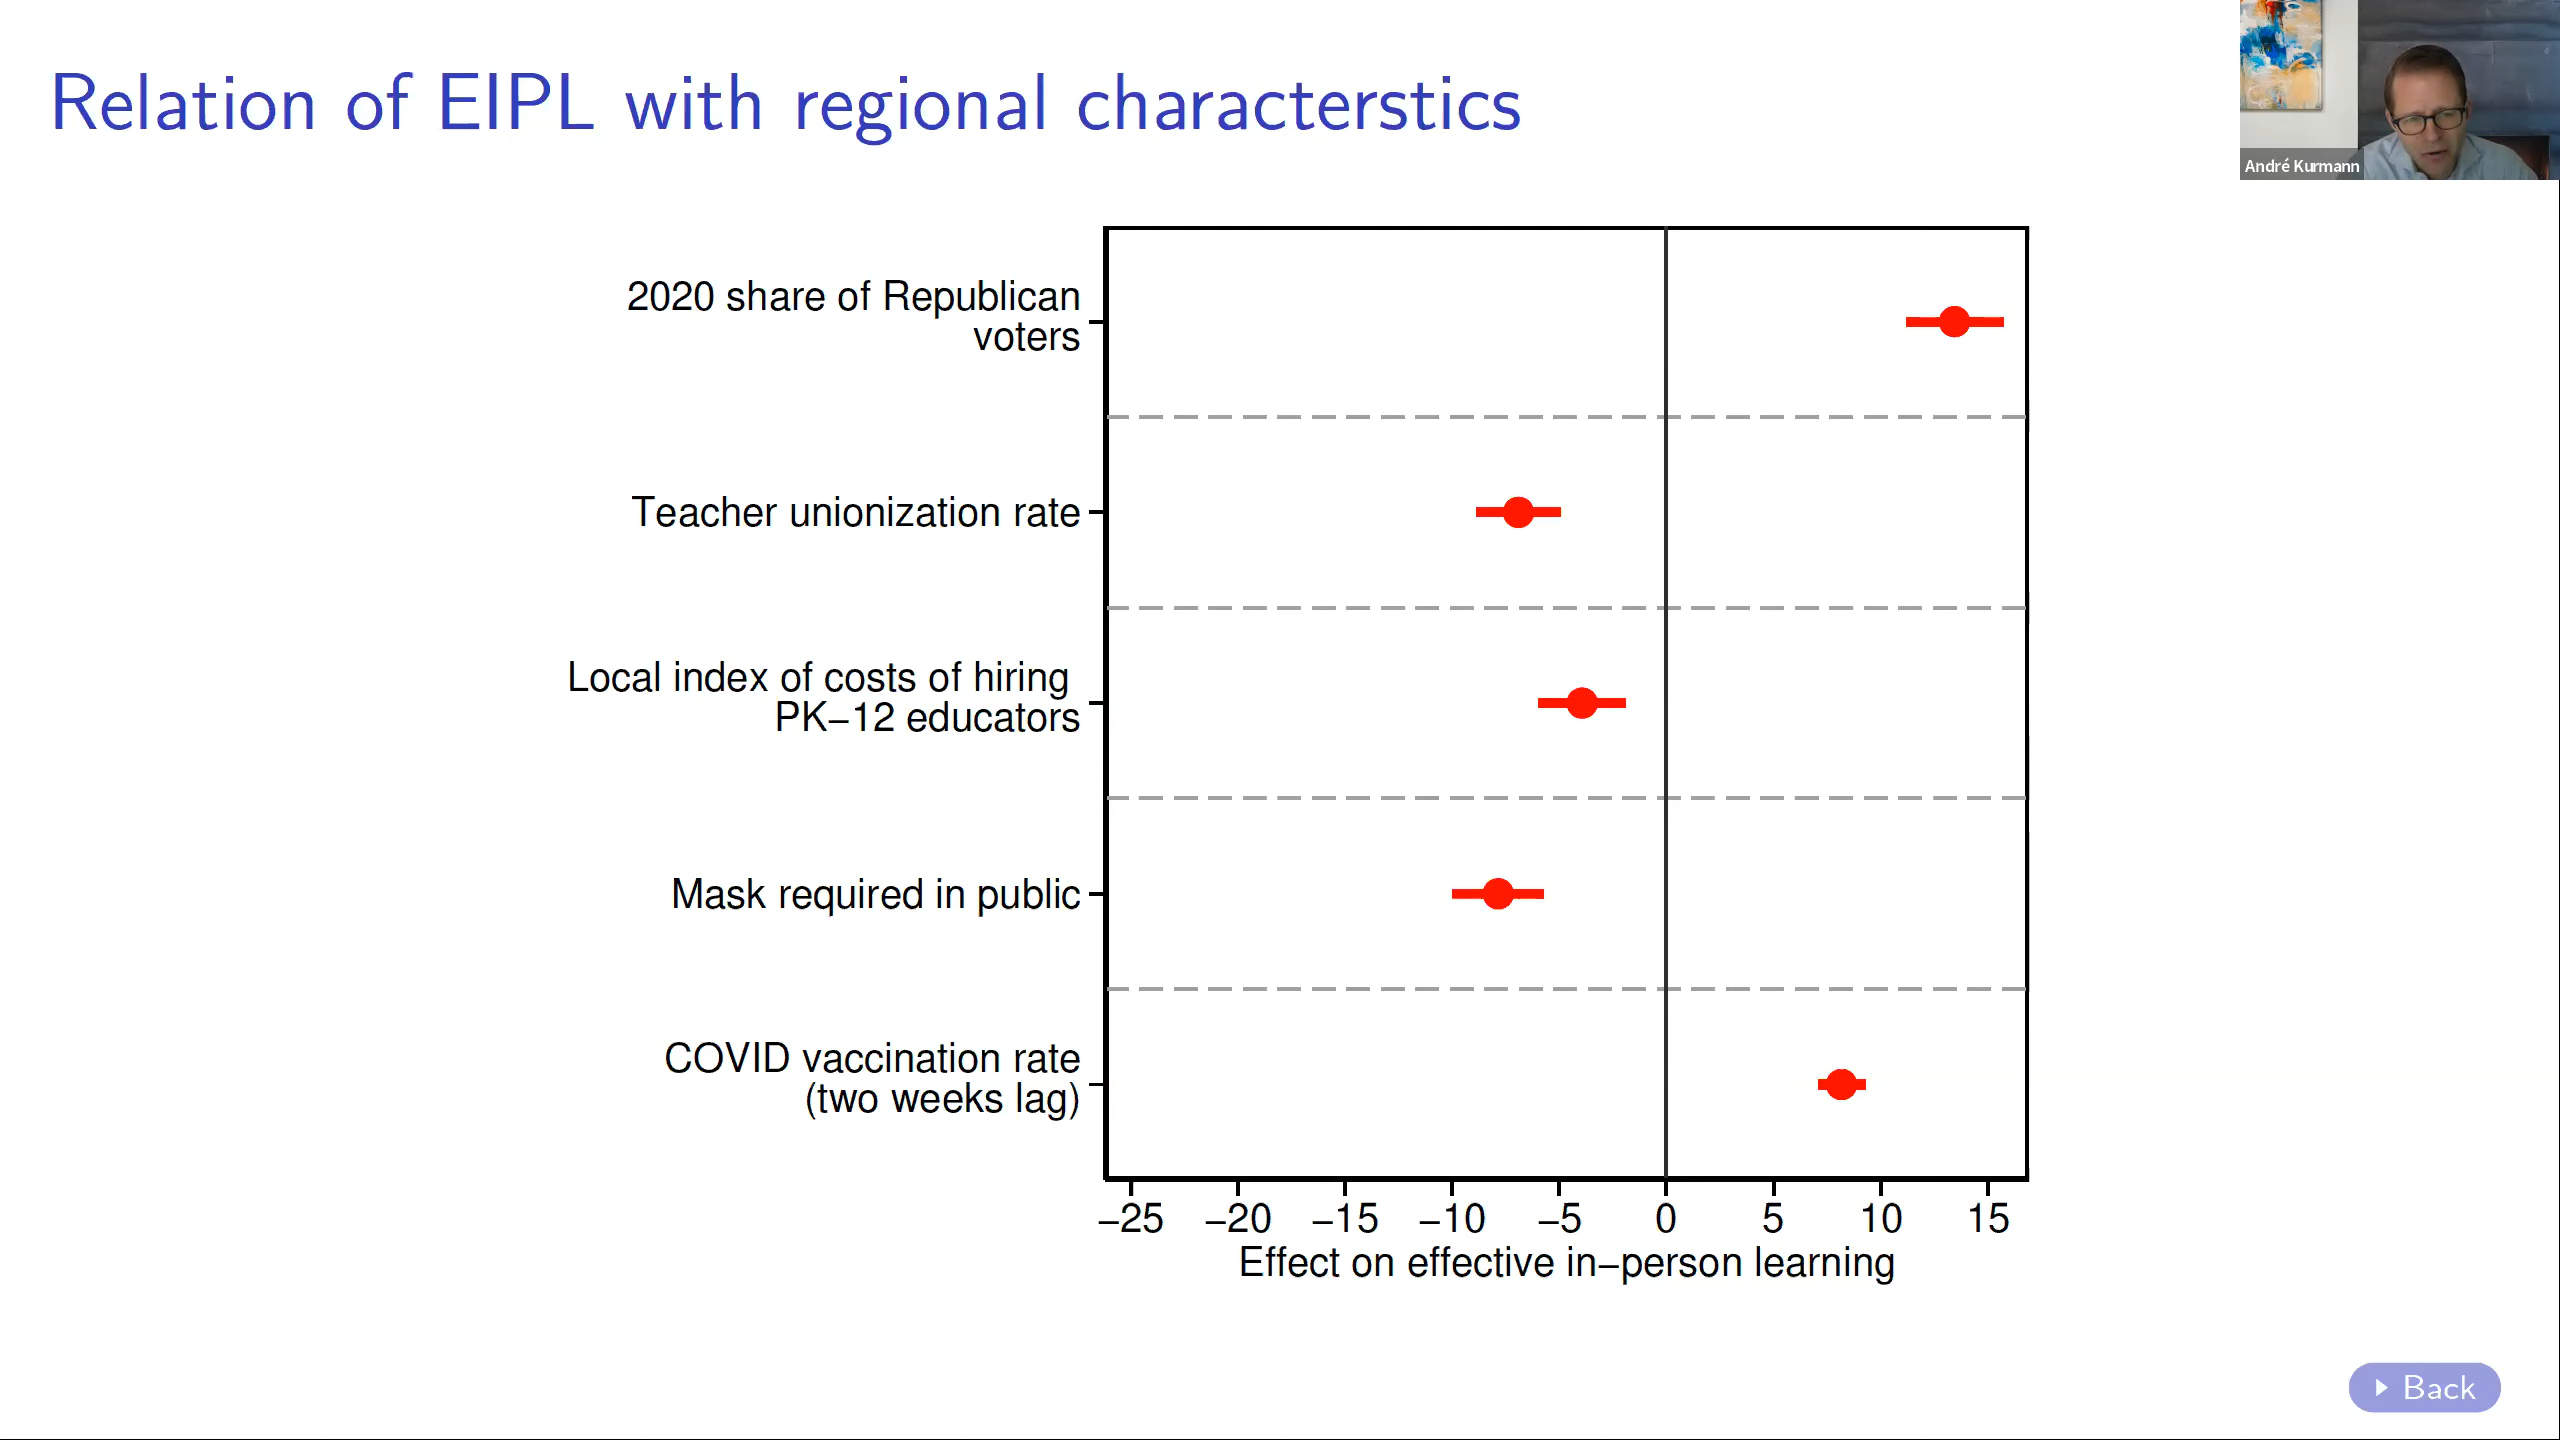 Relation of EIPL with regional characterstics
André Kurmann
2020 share of Republican
voters
Teacher unionization rate
Local index of costs of hiring
PK−12 educators
Mask required in public
COVID vaccination rate
(two weeks lag)
−25 −20 −15 −10 −5 0 5 10 15
Effect on effective in−person learning
Back